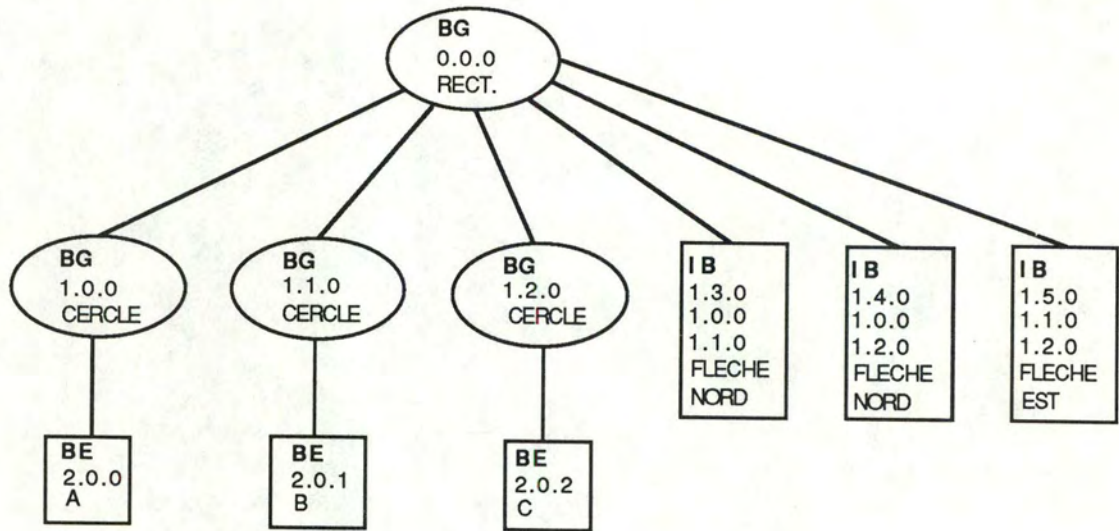 BG
0.0.0
RECT.
BG
1.0.0
CERCLE
BG
1.1.0
CERCLE
BG
1.2.0
CERCLE
IB
1.3.0
1.0.0
1.1.0
FLECHE
NORD
IB
1.4.0
1.0.0
1.2.0
FLECHE
NORD
IB
1.5.0
1.1.0
1.2.0
FLECHE
EST
BE
2.0.0
A
BE
2.0.1
B
BE
2.0.2
C